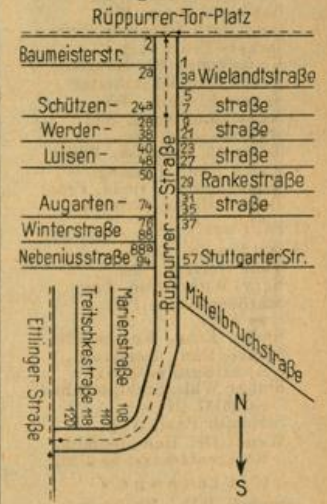 Rüppurrer-Tor-Platz
2
Baumeisterstr.
2a
1
3a Wielandtstraße
5
Schützen- 24a 7 straße
28 9
Werder- 38 21 straße
40 23
Luisen- 48 27 straße
50
29 Rankestraße
31
Augarten- 74 35 straße
76 37
Winterstraße 86
88a
Nebeniusstraße 94 57 Stuttgarter Str.
Rüppurrer Straße
Mittelbruchstraße
Marienstraße 108
110
Treitschkestraße 118
120
Ettlinger Straße
N
S